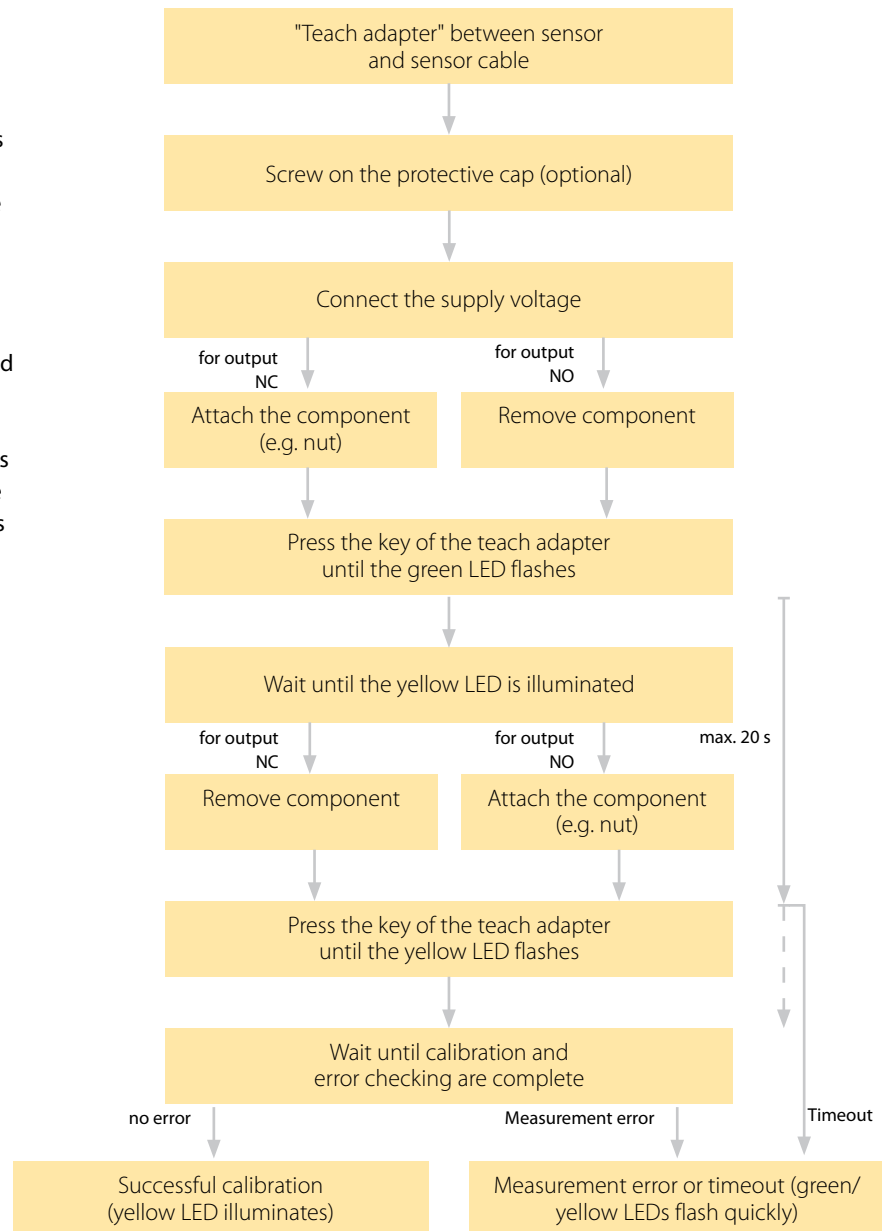 "Teach adapter" between sensor
and sensor cable
s
Screw on the protective cap (optional)
Connect the supply voltage
for output
NC
for output
NO
d
Attach the component
(e.g. nut)
Remove component
s
e
s
Press the key of the teach adapter
until the green LED flashes
Wait until the yellow LED is illuminated
for output
NC
for output
NO
max. 20 s
Remove component
Attach the component
(e.g. nut)
Press the key of the teach adapter
until the yellow LED flashes
Wait until calibration and
error checking are complete
no error
Measurement error
Timeout
Successful calibration
(yellow LED illuminates)
Measurement error or timeout (green/
yellow LEDs flash quickly)